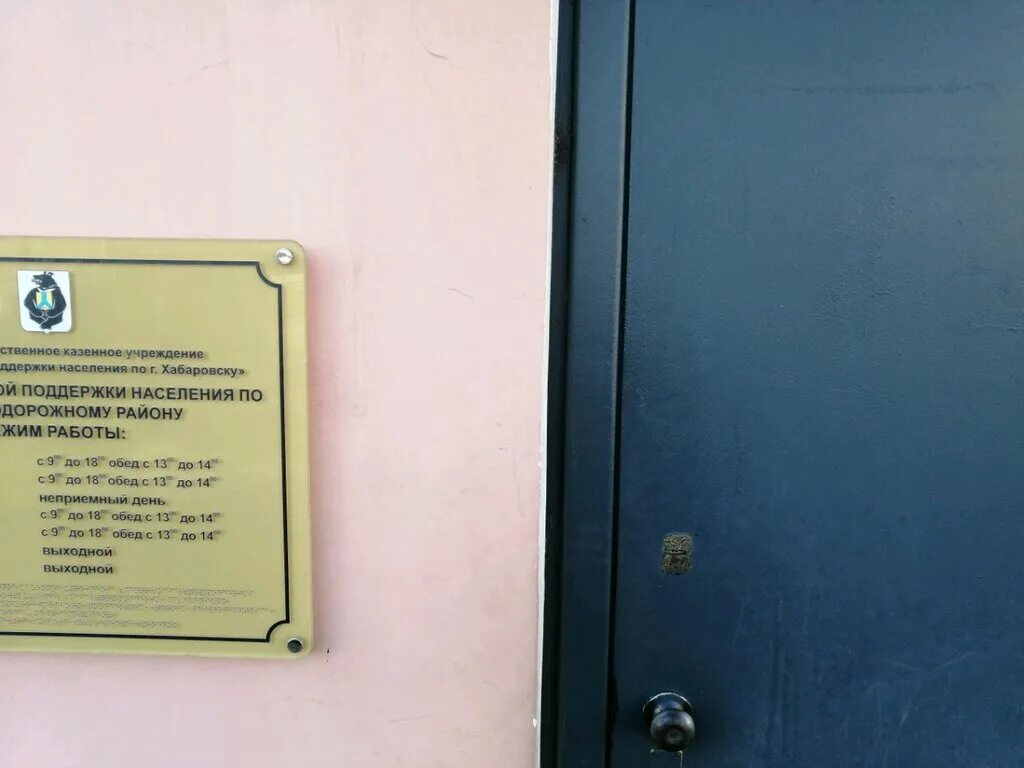 ственное казенное учреждение
ддержки населения по г. Хабаровску»
ОЙ ПОДДЕРЖКИ НАСЕЛЕНИЯ ПО
ОДОРОЖНОМУ РАЙОНУ
ЖИМ РАБОТЫ:
с 9⁰⁰ до 18⁰⁰ обед с 13⁰⁰ до 14⁰⁰
с 9⁰⁰ до 18⁰⁰ обед с 13⁰⁰ до 14⁰⁰
неприемный день
с 9⁰⁰ до 18⁰⁰ обед с 13⁰⁰ до 14⁰⁰
с 9⁰⁰ до 18⁰⁰ обед с 13⁰⁰ до 14⁰⁰
выходной
выходной